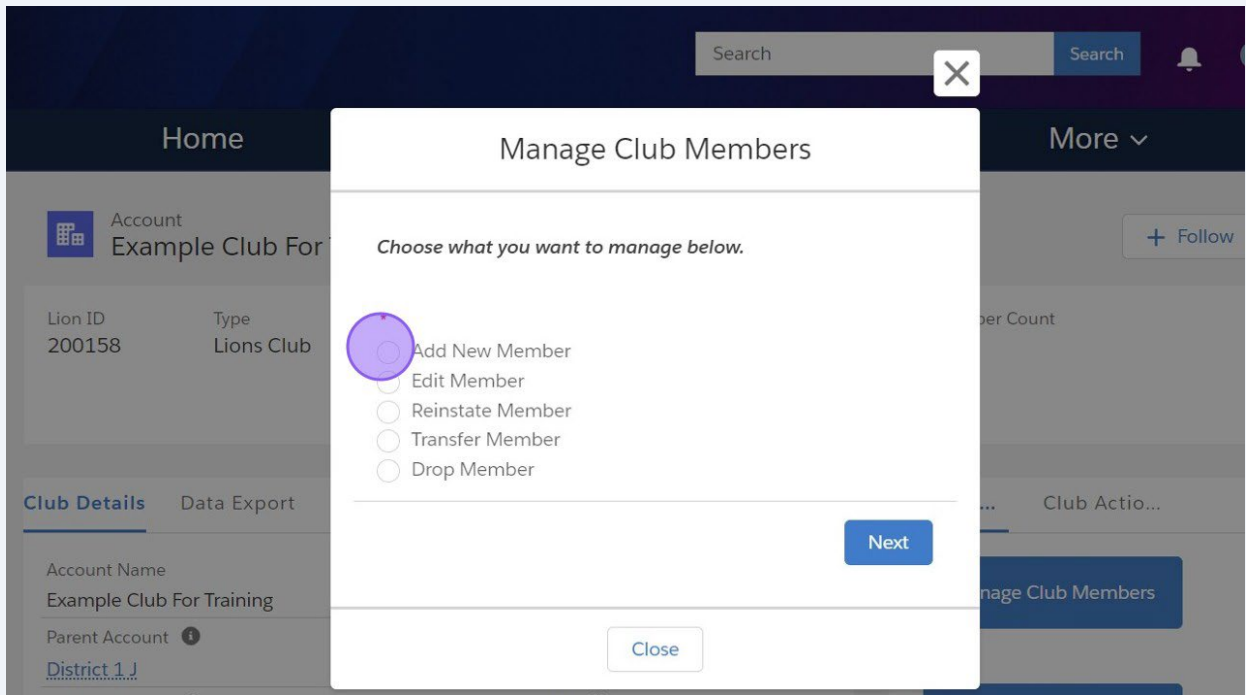 Search
Search
Home
More
Account
Example Club For
+ Follow
Lion ID
200158
Type
Lions Club
Count
Manage Club Members
Choose what you want to manage below.
*
Add New Member
Edit Member
Reinstate Member
Transfer Member
Drop Member
Next
Close
Club Details
Data Export
...
Club Actio...
Account Name
Example Club For Training
Parent Account
District 1 J
Club Members